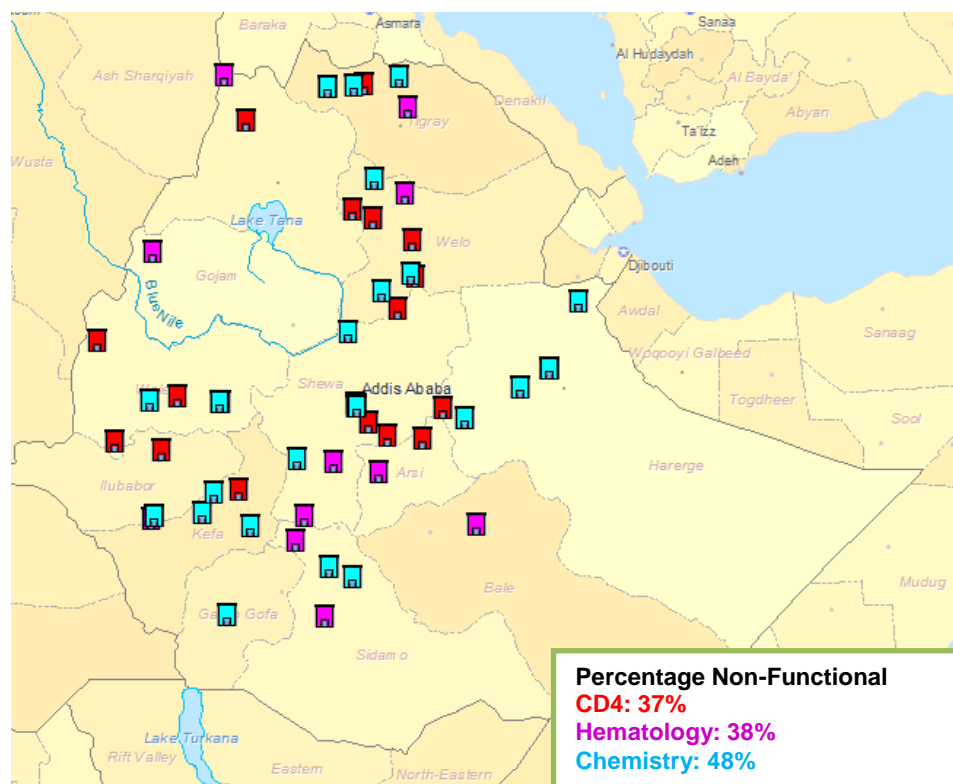 Baraka
Asmara
Sanaa
Al Hudaydah
Ash Sharqiyah
Al Bayda'
Denakil
Abyan
Tigray
Ta'izz
Wusta
Adeh
Lake Tana
Welo
Gojam
Djibouti
Blue Nile
Awdal
Sanaag
Woqooyi Galbeed
Shewa
Addis Ababa
Togdheer
Sool
Arsi
Harerge
Ilubabor
Kefa
Bale
Mudug
Gofa
Sidamo
Percentage Non-Functional
CD4: 37%
Hematology: 38%
Chemistry: 48%
Lake Turkana
Rift Valley
Eastern
North-Eastern